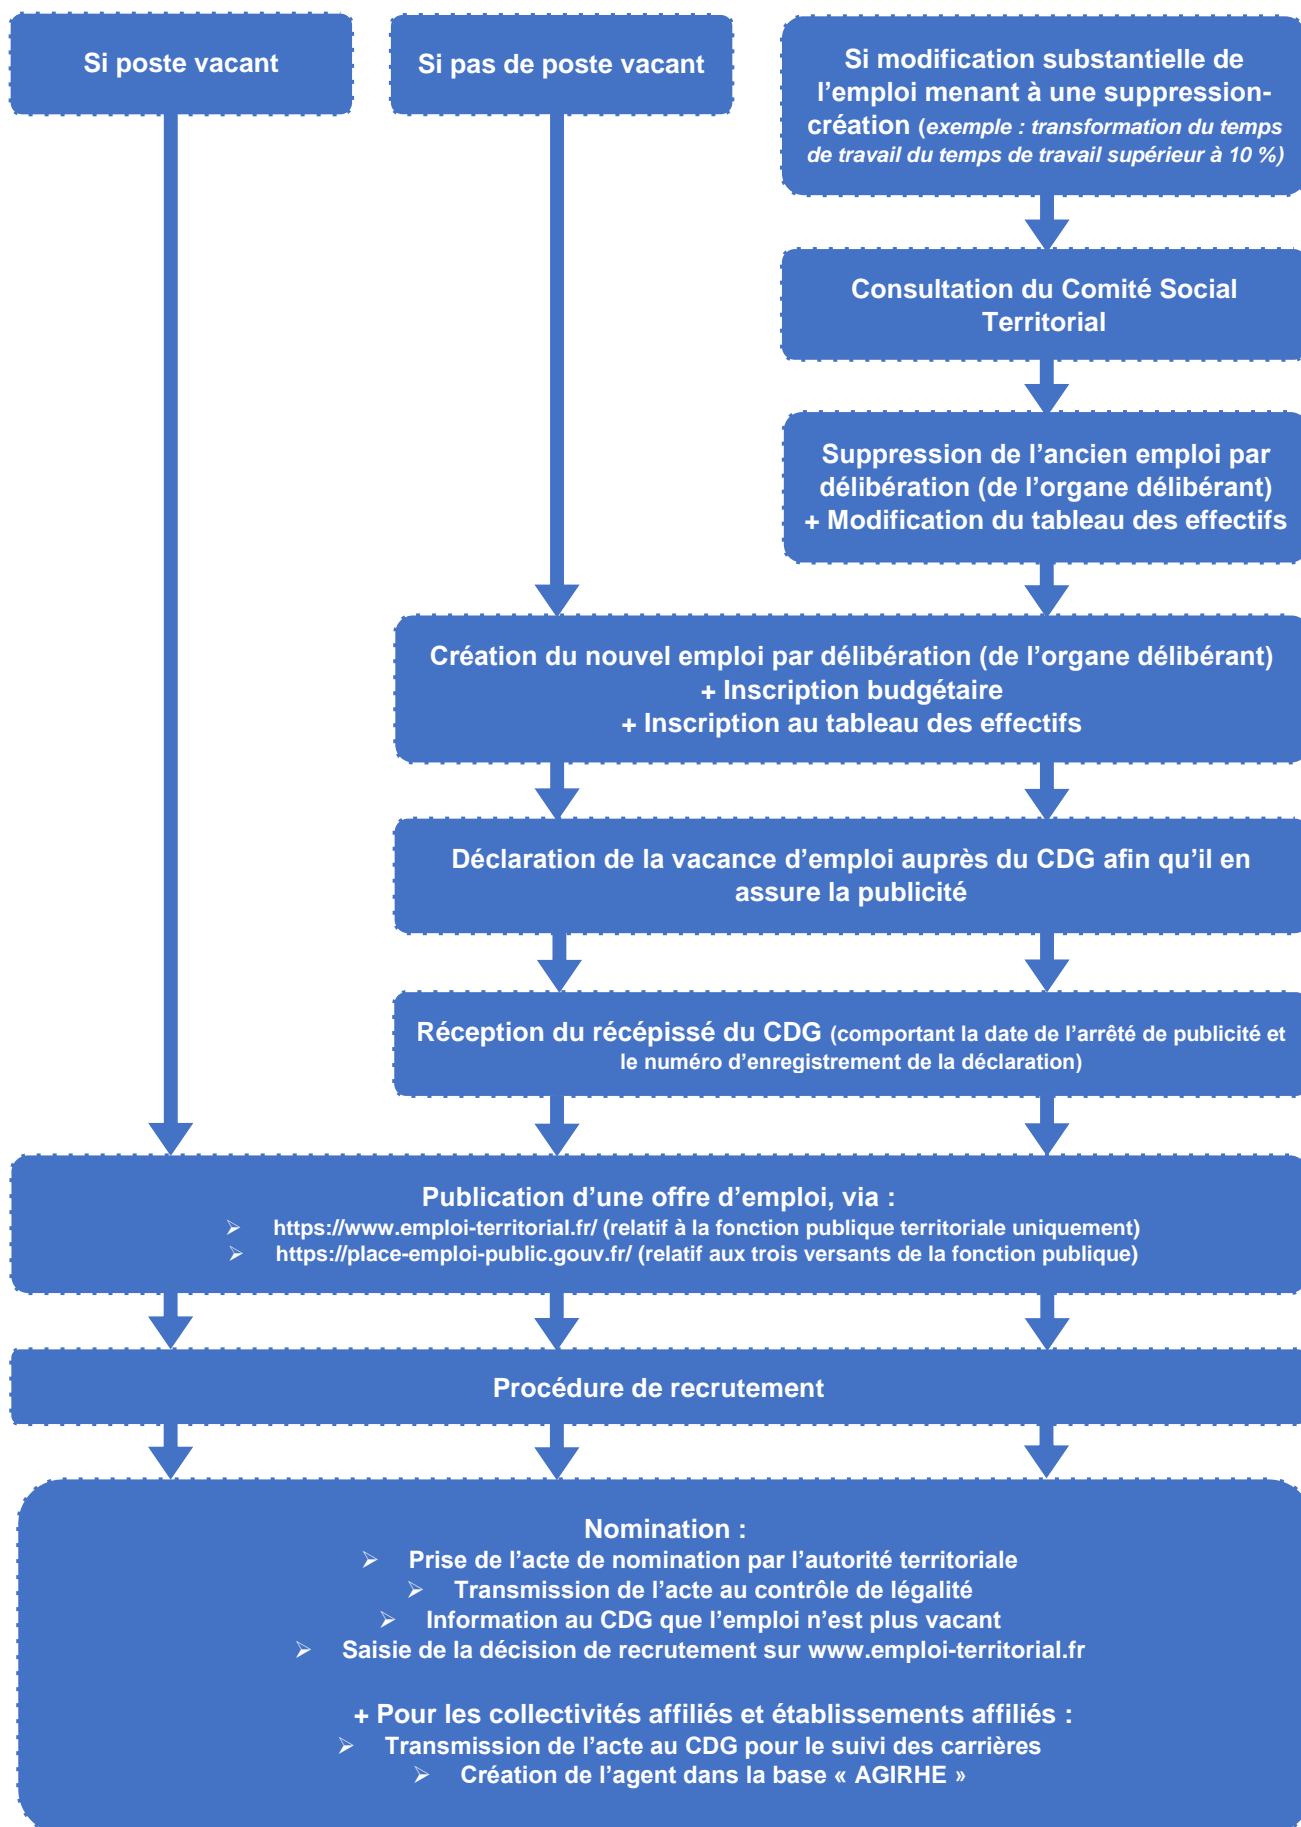 Si poste vacant
Si pas de poste vacant
Si modification substantielle de
l’emploi menant à une suppression-
création (exemple : transformation du temps
de travail du temps de travail supérieur à 10 %)
Consultation du Comité Social
Territorial
Suppression de l’ancien emploi par
délibération (de l’organe délibérant)
+ Modification du tableau des effectifs
Création du nouvel emploi par délibération (de l’organe délibérant)
+ Inscription budgétaire
+ Inscription au tableau des effectifs
Déclaration de la vacance d’emploi auprès du CDG afin qu’il en
assure la publicité
Réception du récépissé du CDG (comportant la date de l’arrêté de publicité et
le numéro d’enregistrement de la déclaration)
Publication d’une offre d’emploi, via :
➢ https://www.emploi-territorial.fr/ (relatif à la fonction publique territoriale uniquement)
➢ https://place-emploi-public.gouv.fr/ (relatif aux trois versants de la fonction publique)
Procédure de recrutement
Nomination :
➢ Prise de l’acte de nomination par l’autorité territoriale
➢ Transmission de l’acte au contrôle de légalité
➢ Information au CDG que l’emploi n’est plus vacant
➢ Saisie de la décision de recrutement sur www.emploi-territorial.fr
+ Pour les collectivités affiliés et établissements affiliés :
➢ Transmission de l’acte au CDG pour le suivi des carrières
➢ Création de l’agent dans la base « AGIRHE »